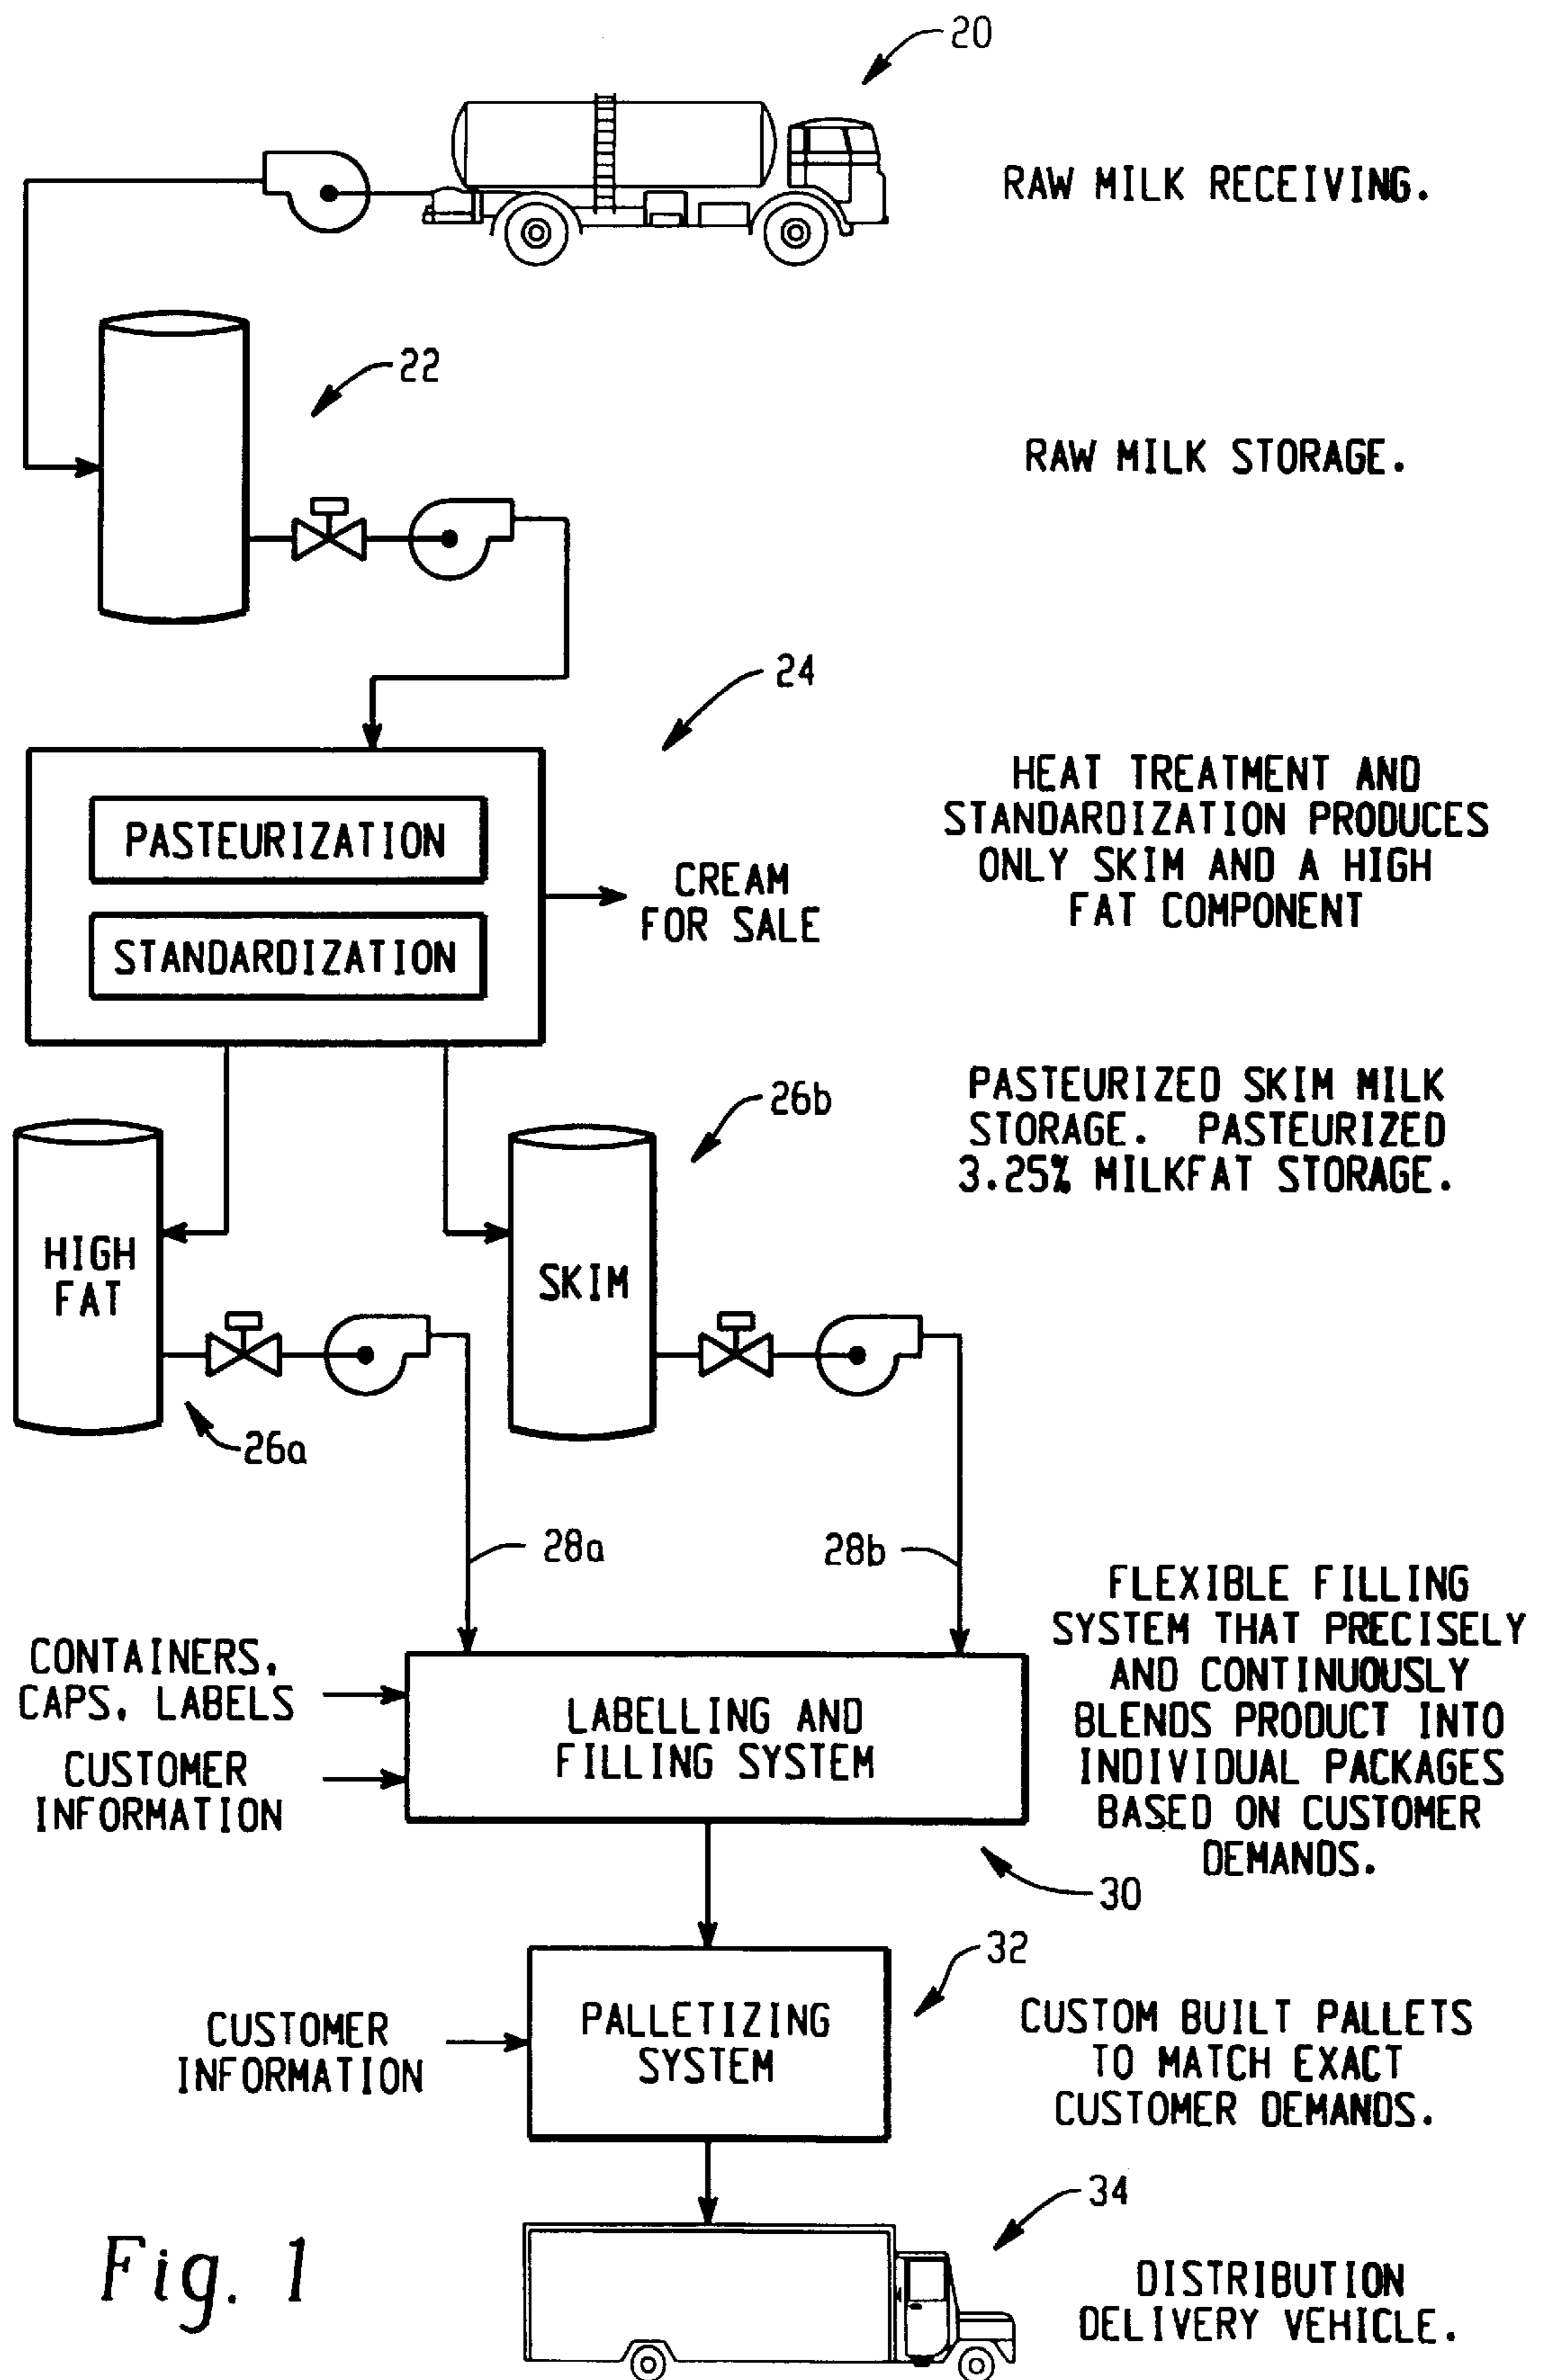 20
RAW MILK RECEIVING.
22
RAW MILK STORAGE.
24
HEAT TREATMENT AND
STANDARDIZATION PRODUCES
ONLY SKIM AND A HIGH
FAT COMPONENT
PASTEURIZATION
STANDARDIZATION
CREAM
FOR SALE
26b
PASTEURIZED SKIM MILK
STORAGE. PASTEURIZED
3.25% MILKFAT STORAGE.
HIGH
FAT
SKIM
26a
28a
28b
FLEXIBLE FILLING
SYSTEM THAT PRECISELY
AND CONTINUOUSLY
BLENDS PRODUCT INTO
INDIVIDUAL PACKAGES
BASED ON CUSTOMER
DEMANDS.
CONTAINERS,
CAPS, LABELS
CUSTOMER
INFORMATION
LABELLING AND
FILLING SYSTEM
30
32
CUSTOMER
INFORMATION
PALLETIZING
SYSTEM
CUSTOM BUILT PALLETS
TO MATCH EXACT
CUSTOMER DEMANDS.
34
DISTRIBUTION
DELIVERY VEHICLE.
Fig. 1